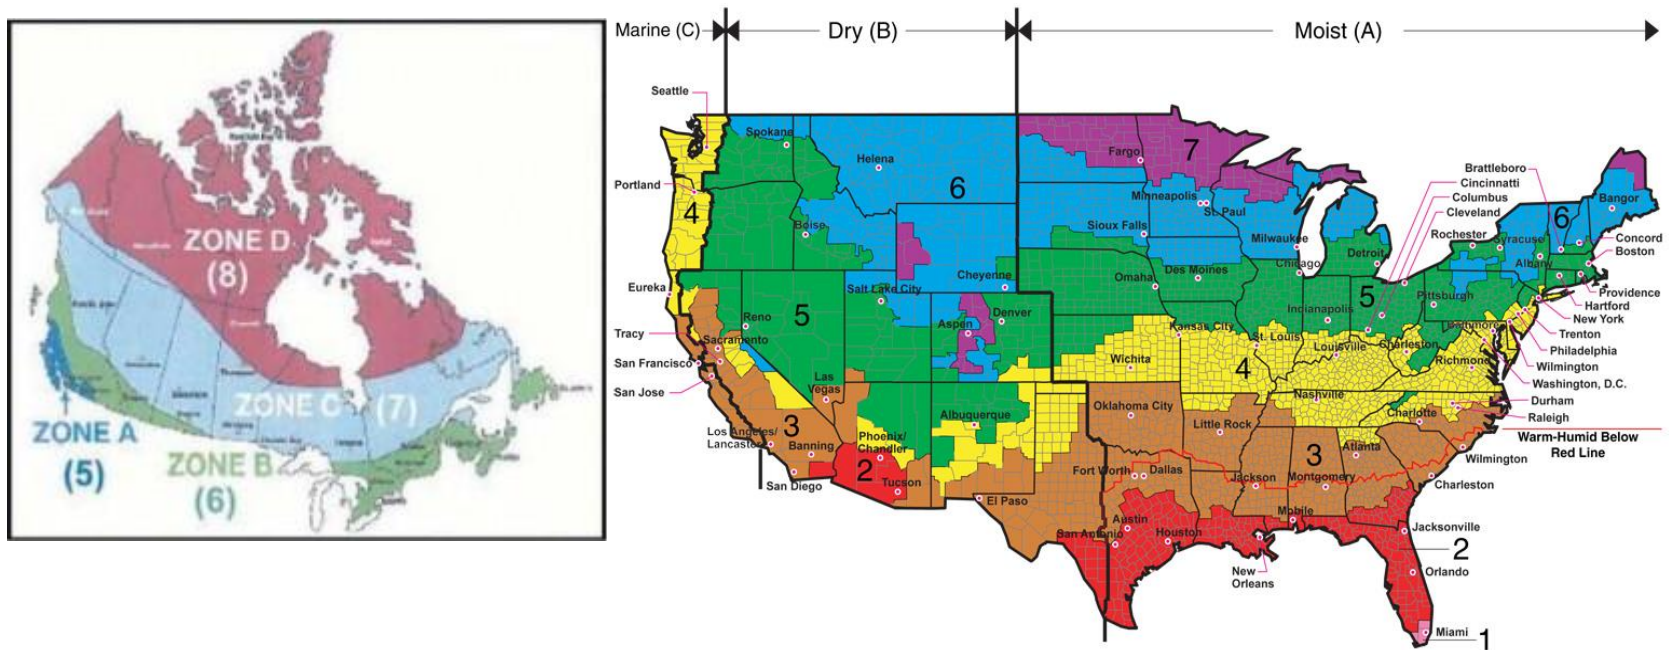 ZONE D
(8)
ZONE C
(7)
ZONE A
(5)
ZONE B
(6)
Marine (C)
Dry (B)
Moist (A)
Seattle
Spokane
Helena
Portland
4
Boise
6
Cheyenne
Eureka
Salt Lake City
Reno
5
Aspen
Denver
Tracy
Sacramento
San Francisco
San Jose
Las
Vegas
3
Albuquerque
Los Angeles/
Lancaster
Banning
Phoenix/
Chandler
2
Tucson
San Diego
El Paso
Fargo
7
Minneapolis
St. Paul
Sioux Falls
Milwaukee
Chicago
Omaha
Des Moines
Detroit
Brattleboro
Cincinnatti
Columbus
Cleveland
Rochester
Syracuse
6
Bangor
Albany
Concord
Boston
Providence
Hartford
New York
Trenton
Philadelphia
Wilmington
Washington, D.C.
Durham
Raleigh
Indianapolis
5
Pittsburgh
Baltimore
Kansas City
St. Louis
Louisville
Charleston
Richmond
Wichita
4
Nashville
Oklahoma City
Little Rock
Charlotte
Atlanta
Warm-Humid Below
Red Line
Wilmington
Fort Worth
Dallas
Jackson
3
Montgomery
Charleston
Austin
San Antonio
Houston
Mobile
New
Orleans
Jacksonville
2
Orlando
Miami
1